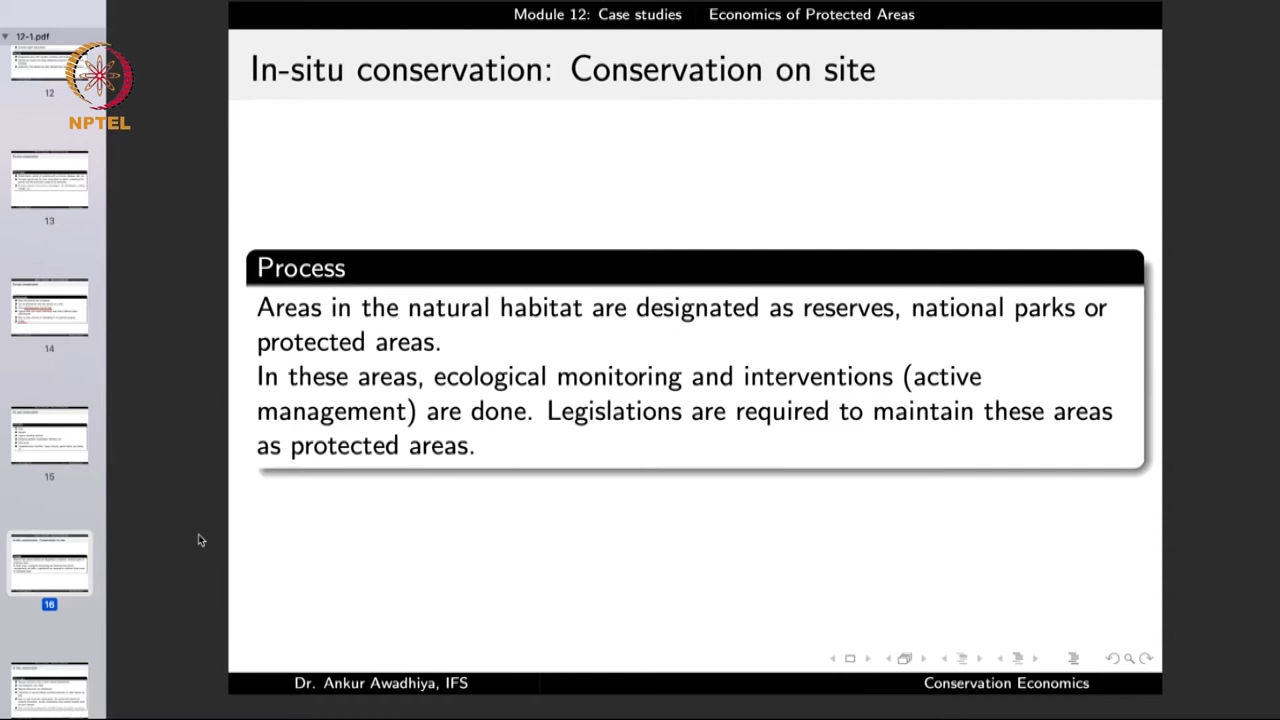 Module 12: Case studies Economics of Protected Areas
12-1.pdf
NPTEL
In-situ conservation: Conservation on site
12
13
14
15
16
Process
Areas in the natural habitat are designated as reserves, national parks or
protected areas.
In these areas, ecological monitoring and interventions (active
management) are done. Legislations are required to maintain these areas
as protected areas.
Dr. Ankur Awadhiya, IFS Conservation Economics